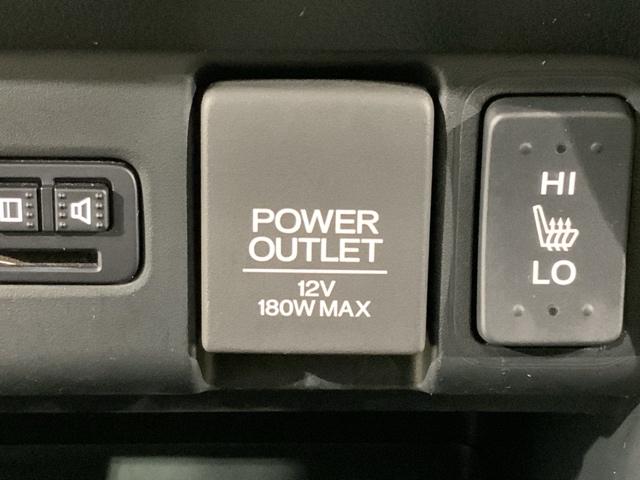 POWER
OUTLET
12V
180W MAX
HI
LO